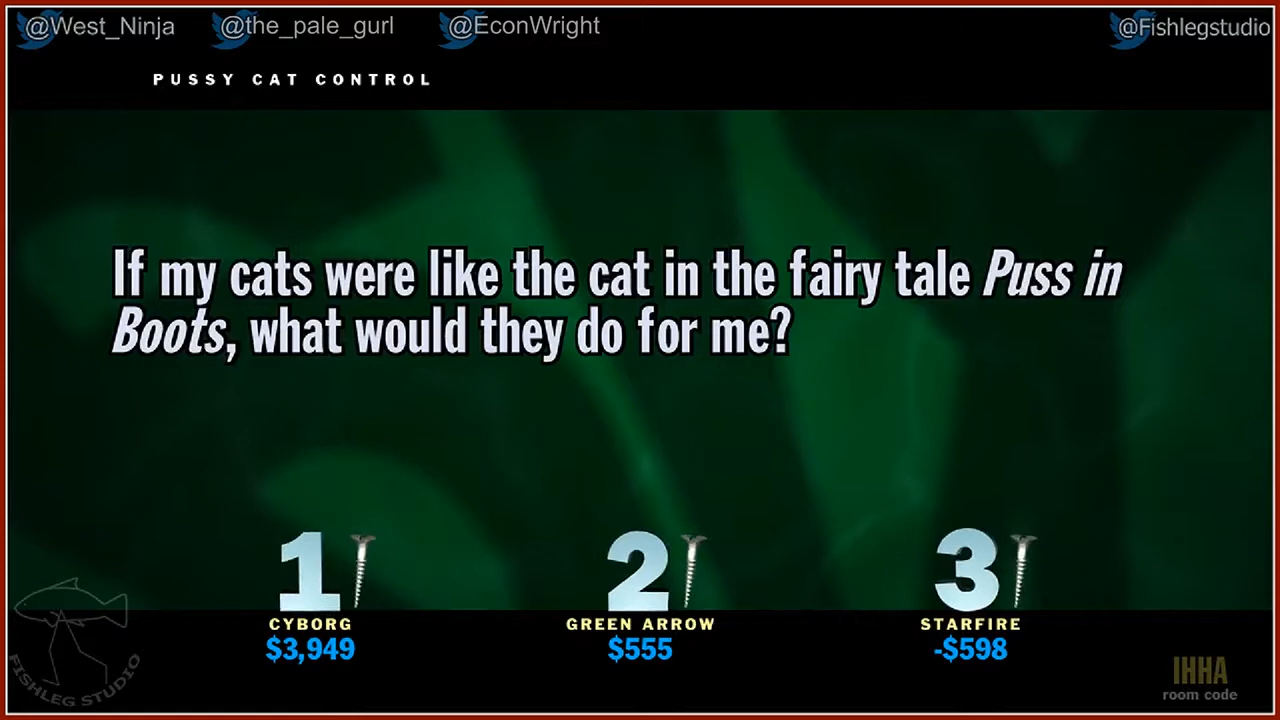 @West_Ninja @the_pale_gurl @EconWright @Fishlegstudio
PUSSY CAT CONTROL
If my cats were like the cat in the fairy tale Puss in
Boots, what would they do for me?
1 2 3
CYBORG GREEN ARROW STARFIRE
$3,949 $555 -$598
FISHLEG STUDIO
IHHA
room code